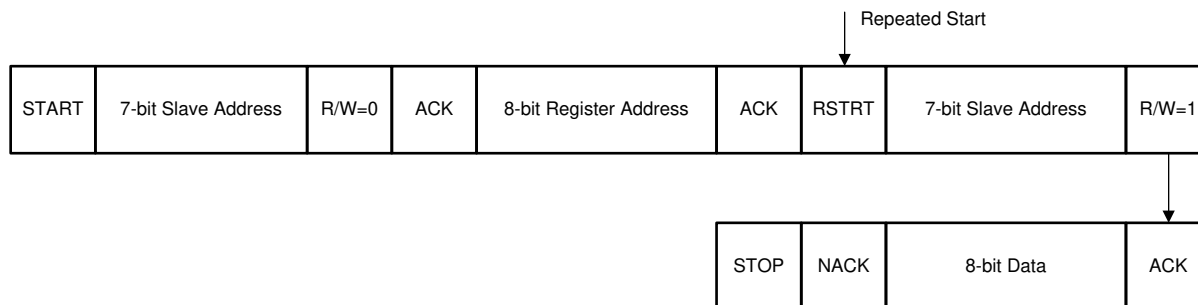 Repeated Start
START 7-bit Slave Address R/W=0 ACK 8-bit Register Address ACK RSTRT 7-bit Slave Address R/W=1
STOP NACK 8-bit Data ACK